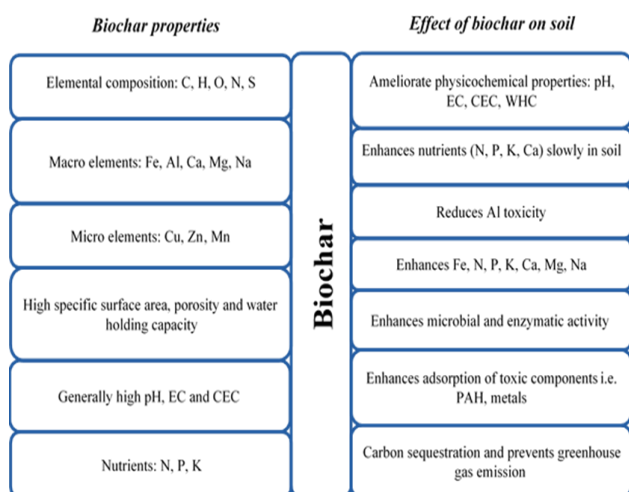 Biochar properties
Elemental composition: C, H, O, N, S
Macro elements: Fe, Al, Ca, Mg, Na
Micro elements: Cu, Zn, Mn
High specific surface area, porosity and water
holding capacity
Generally high pH, EC and CEC
Nutrients: N, P, K
Biochar
Effect of biochar on soil
Ameliorate physicochemical properties: pH,
EC, CEC, WHC
Enhances nutrients (N, P, K, Ca) slowly in soil
Reduces Al toxicity
Enhances Fe, N, P, K, Ca, Mg, Na
Enhances microbial and enzymatic activity
Enhances adsorption of toxic components i.e.
PAH, metals
Carbon sequestration and prevents greenhouse
gas emission